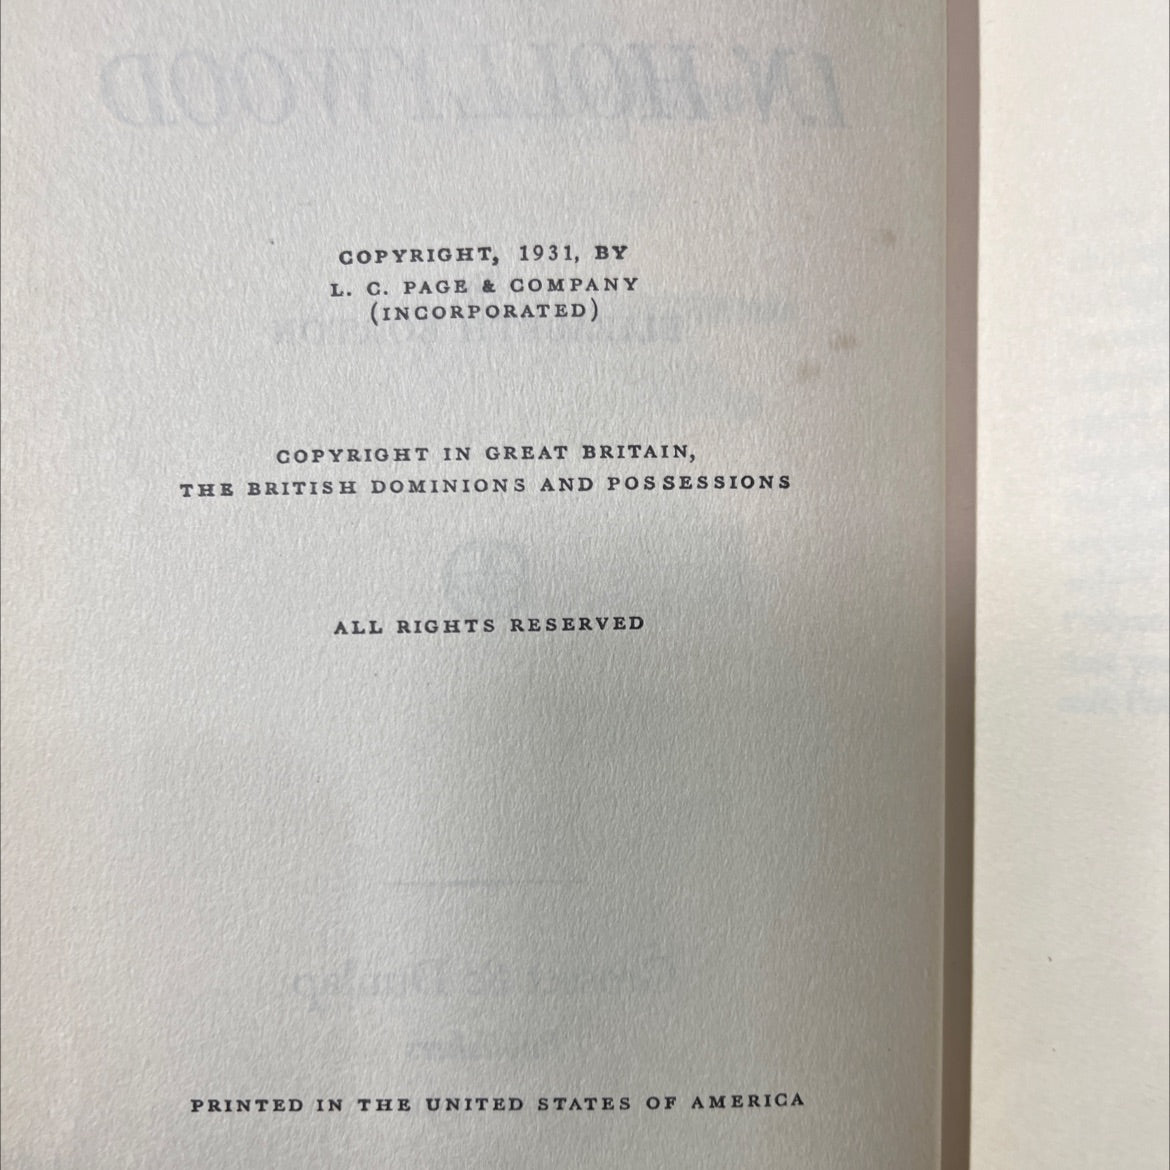 COPYRIGHT, 1931, BY
L. C. PAGE & COMPANY
(INCORPORATED)
COPYRIGHT IN GREAT BRITAIN,
THE BRITISH DOMINIONS AND POSSESSIONS
ALL RIGHTS RESERVED
PRINTED IN THE UNITED STATES OF AMERICA